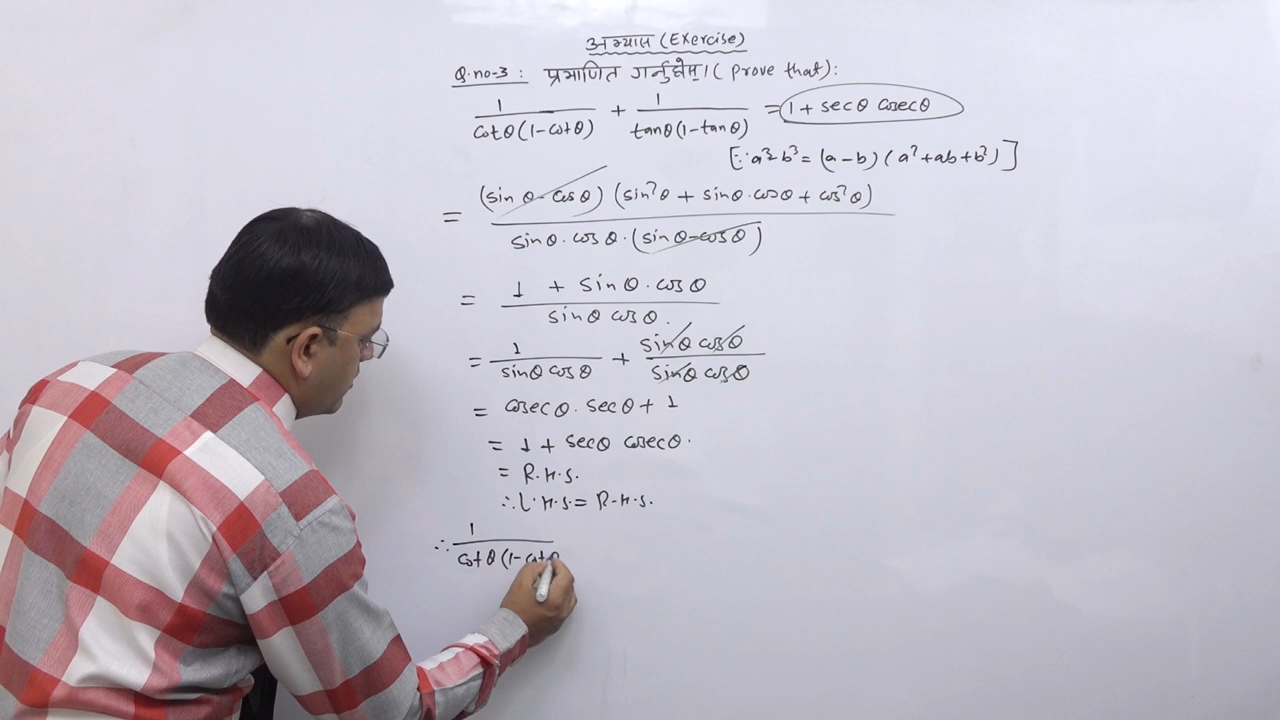 अभ्यास (Exercise)
Q.no-3 : प्रमाणित गर्नुहोस्। ( Prove that) :
1/(cotθ(1-cotθ)) + 1/(tanθ(1-tanθ)) = 1 + secθ cosecθ
[∵ a³-b³ = (a-b) (a²+ab+b²)]
= (sinθ-cosθ) (sin²θ + sinθ.cosθ + cos²θ)/(sinθ.cosθ.(sinθ-cosθ))
= (1 + sinθ.cosθ)/(sinθ cosθ.)
= 1/(sinθ cosθ) + (sinθ cosθ)/(sinθ cosθ)
= cosecθ. secθ + 1
= 1 + secθ cosecθ.
= R.H.S.
∴ L.H.S. = R.H.S.
∴ 1/(cotθ(1-cotθ